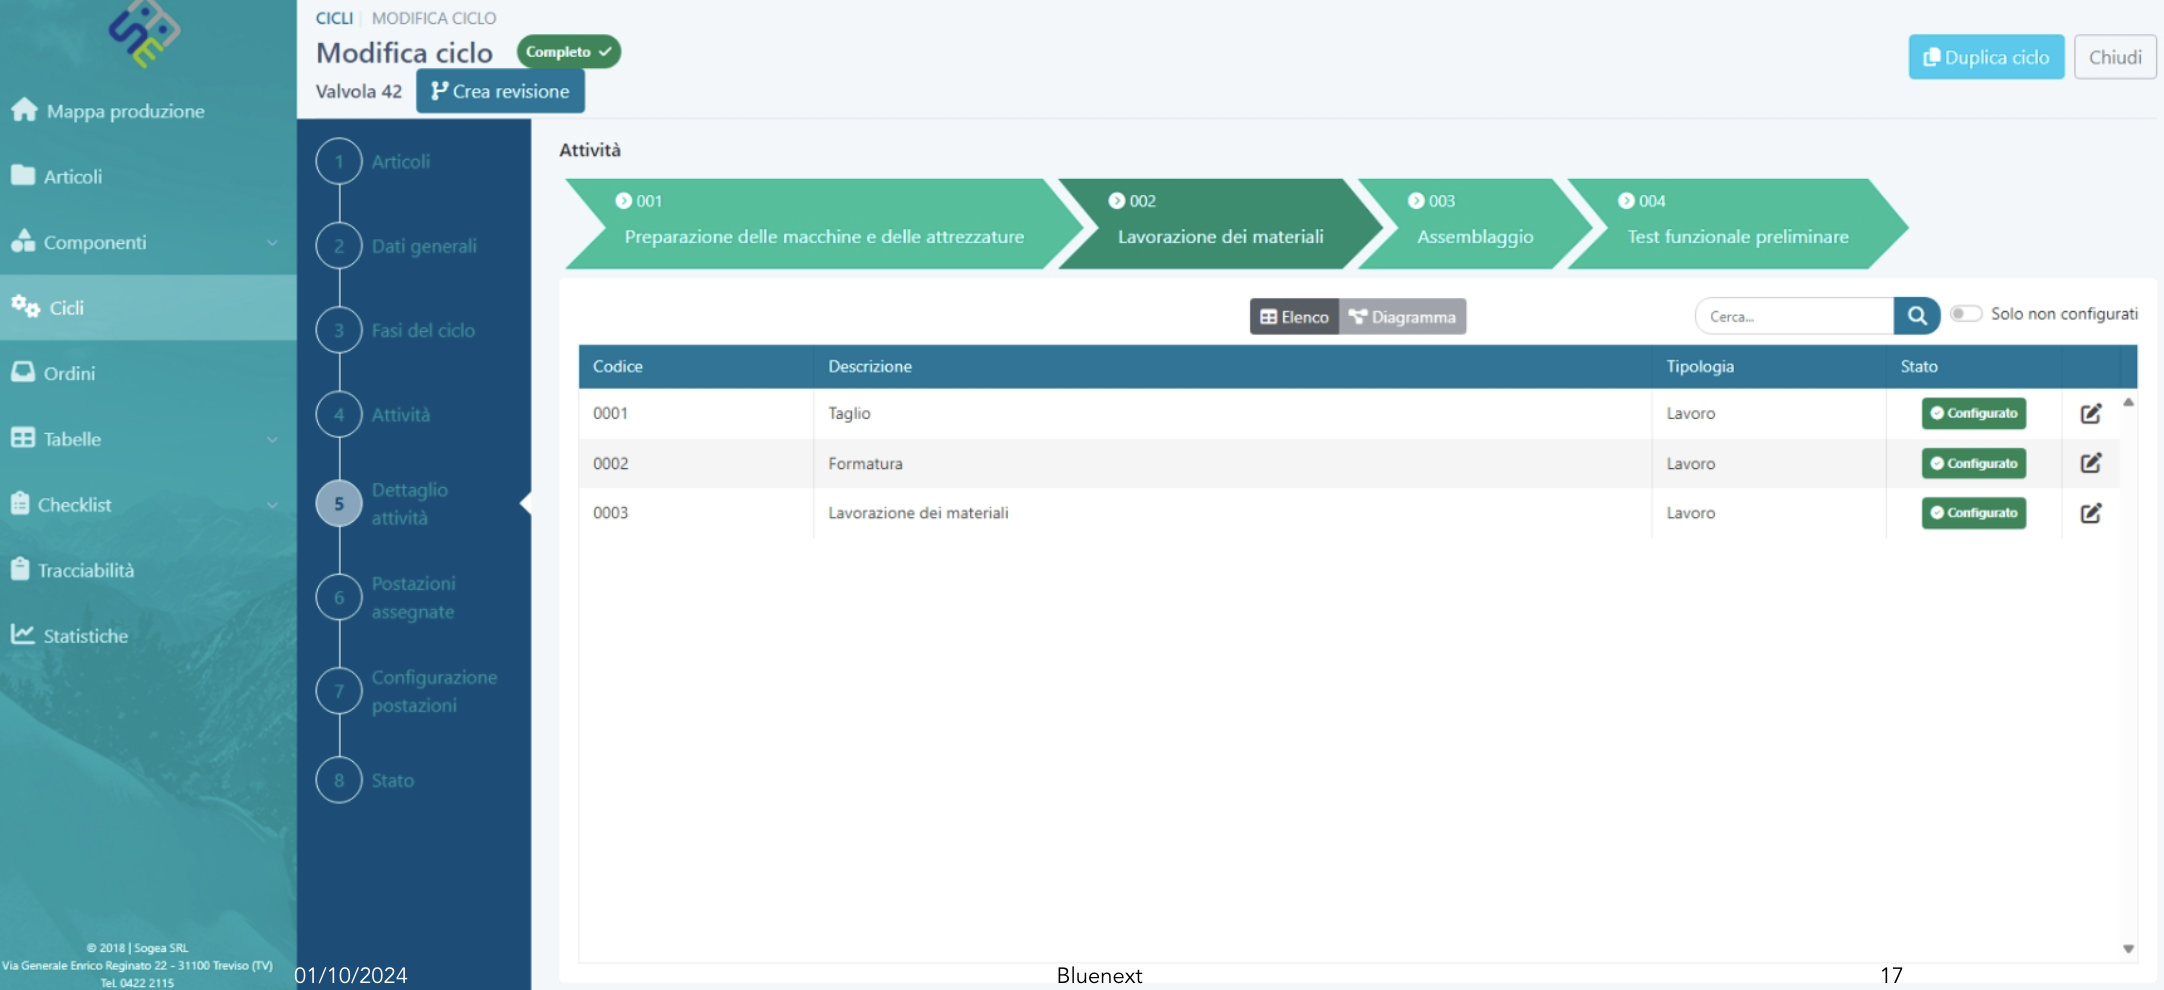 Mappa produzione
Articoli
Componenti
Cicli
Ordini
Tabelle
Checklist
Tracciabilità
Statistiche
© 2018 | Sogea SRL
Via Generale Enrico Reginato 22 - 31100 Treviso (TV)
Tel. 0422 2115
CICLI MODIFICA CICLO
Modifica ciclo Completo
Valvola 42 Crea revisione
Duplica ciclo Chiudi
1 Articoli
2 Dati generali
3 Fasi del ciclo
4 Attività
5 Dettaglio
attività
6 Postazioni
assegnate
7 Configurazione
postazioni
8 Stato
Attività
001
Preparazione delle macchine e delle attrezzature
002
Lavorazione dei materiali
003
Assemblaggio
004
Test funzionale preliminare
Elenco Diagramma
Cerca... Solo non configurati
Codice Descrizione Tipologia Stato
0001 Taglio Lavoro Configurato
0002 Formatura Lavoro Configurato
0003 Lavorazione dei materiali Lavoro Configurato
01/10/2024 Bluenext 17